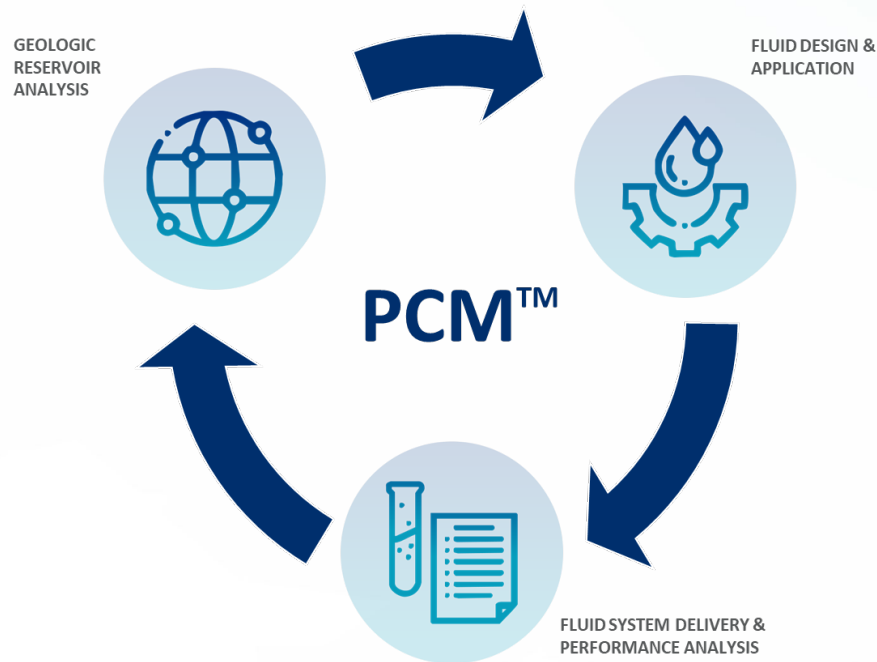 GEOLOGIC
RESERVOIR
ANALYSIS
FLUID DESIGN &
APPLICATION
PCM™
FLUID SYSTEM DELIVERY &
PERFORMANCE ANALYSIS